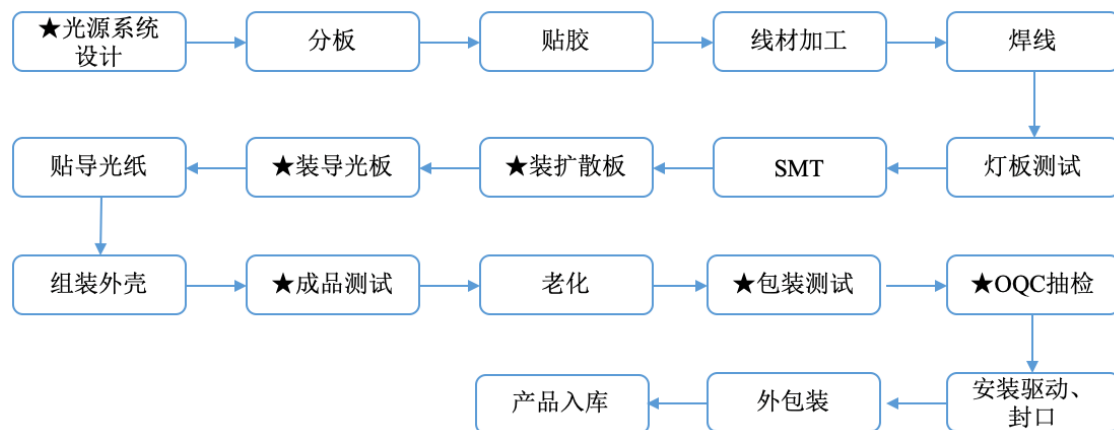 ★光源系统
设计
分板
贴胶
线材加工
焊线
贴导光纸
★装导光板
★装扩散板
SMT
灯板测试
组装外壳
★成品测试
老化
★包装测试
★OQC抽检
产品入库
外包装
安装驱动、
封口